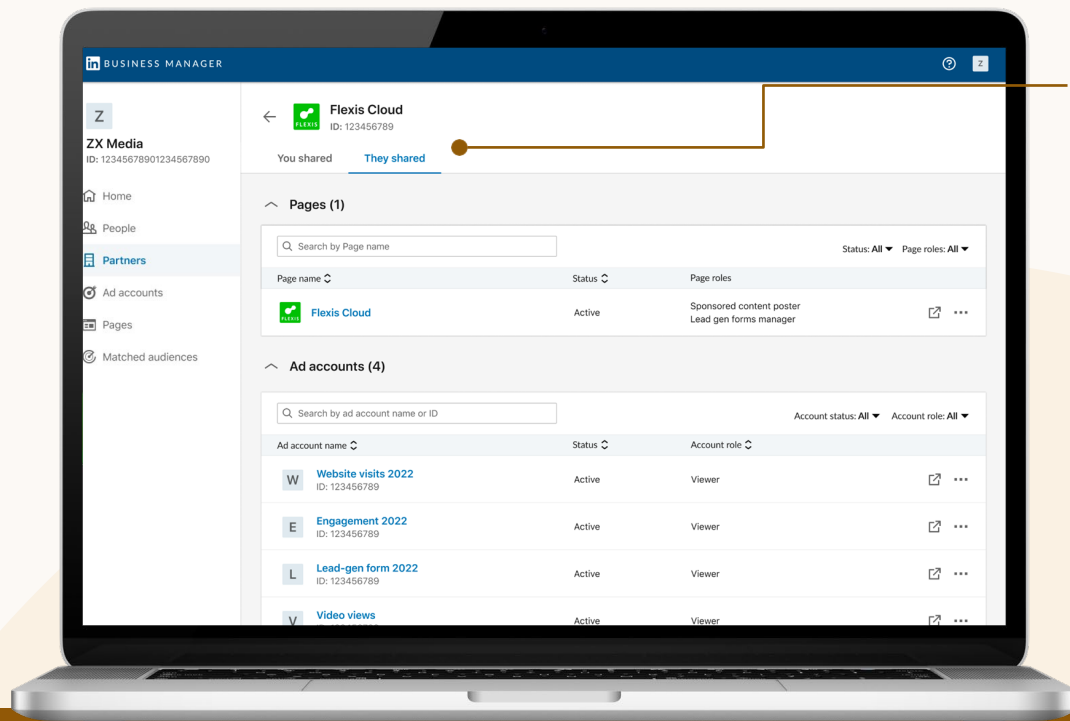 in BUSINESS MANAGER
Z
Z
ZX Media
ID: 12345678901234567890
Home
People
Partners
Ad accounts
Pages
Matched audiences
FLEXIS
Flexis Cloud
ID: 123456789
You shared They shared
Pages (1)
Search by Page name
Status: All Page roles: All
Page name Status Page roles
FLEXIS
Flexis Cloud Active Sponsored content poster
Lead gen forms manager
Ad accounts (4)
Search by ad account name or ID
Account status: All Account role: All
Ad account name Status Account role
W Website visits 2022 Active Viewer
ID: 123456789
E Engagement 2022 Active Viewer
ID: 123456789
L Lead-gen form 2022 Active Viewer
ID: 123456789
V Video views Active Viewer